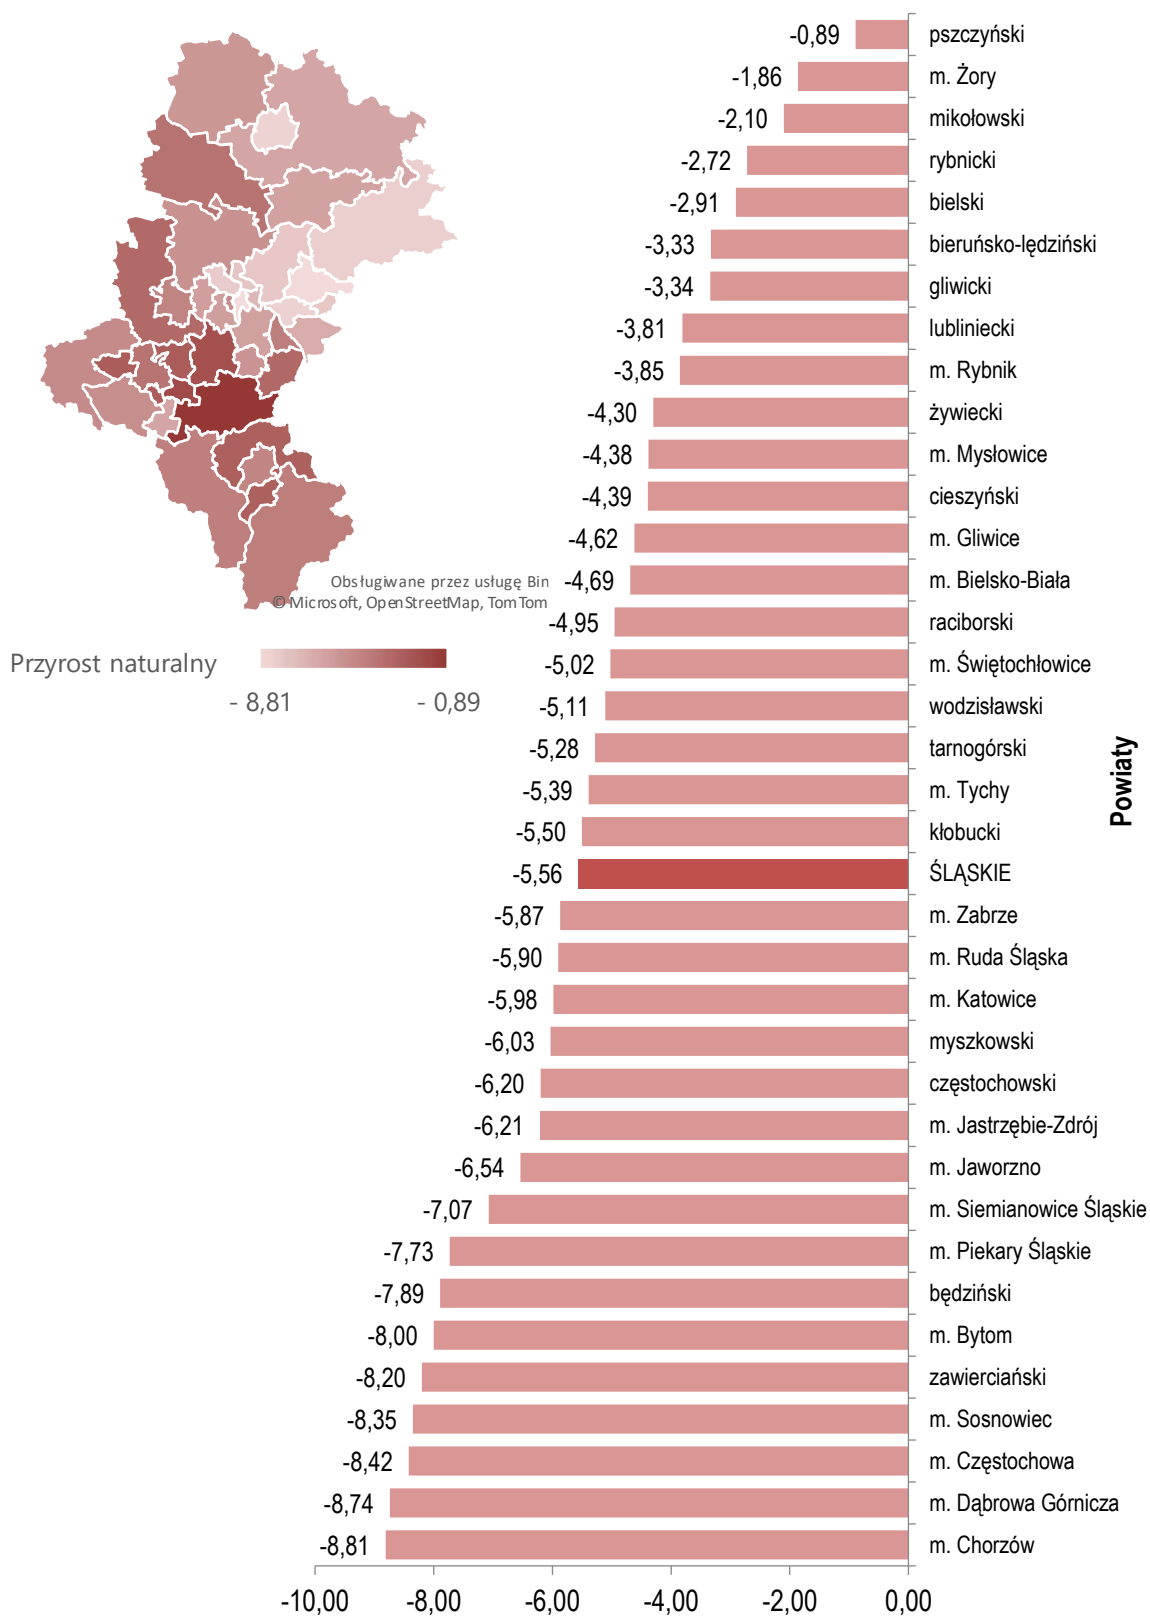 -0,89 pszczyński
-1,86 m. Żory
-2,10 mikołowski
-2,72 rybnicki
-2,91 bielski
-3,33 bieruńsko-lędziński
-3,34 gliwicki
-3,81 lubliniecki
-3,85 m. Rybnik
-4,30 żywiecki
-4,38 m. Mysłowice
-4,39 cieszyński
-4,62 m. Gliwice
Obsługiwane przez usługę Bin
© Microsoft, OpenStreetMap, TomTom
-4,69 m. Bielsko-Biała
-4,95 raciborski
Przyrost naturalny
- 8,81 - 0,89
-5,02 m. Świętochłowice
-5,11 wodzisławski
-5,28 tarnogórski
-5,39 m. Tychy
-5,50 kłobucki
Powiaty
-5,56 ŚLĄSKIE
-5,87 m. Zabrze
-5,90 m. Ruda Śląska
-5,98 m. Katowice
-6,03 myszkowski
-6,20 częstochowski
-6,21 m. Jastrzębie-Zdrój
-6,54 m. Jaworzno
-7,07 m. Siemianowice Śląskie
-7,73 m. Piekary Śląskie
-7,89 będziński
-8,00 m. Bytom
-8,20 zawierciański
-8,35 m. Sosnowiec
-8,42 m. Częstochowa
-8,74 m. Dąbrowa Górnicza
-8,81 m. Chorzów
-10,00 -8,00 -6,00 -4,00 -2,00 0,00